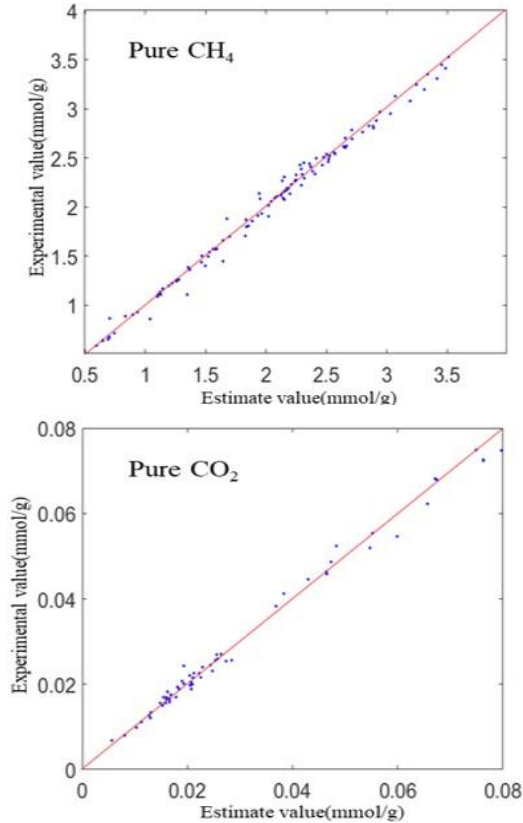 4
Pure CH4
3.5
3
2.5
2
1.5
1
Experimental value(mmol/g)
0.5 1 1.5 2 2.5 3 3.5
Estimate value(mmol/g)
0.08
Pure CO2
0.06
0.04
0.02
0
Experimental value(mmol/g)
0 0.02 0.04 0.06 0.08
Estimate value(mmol/g)